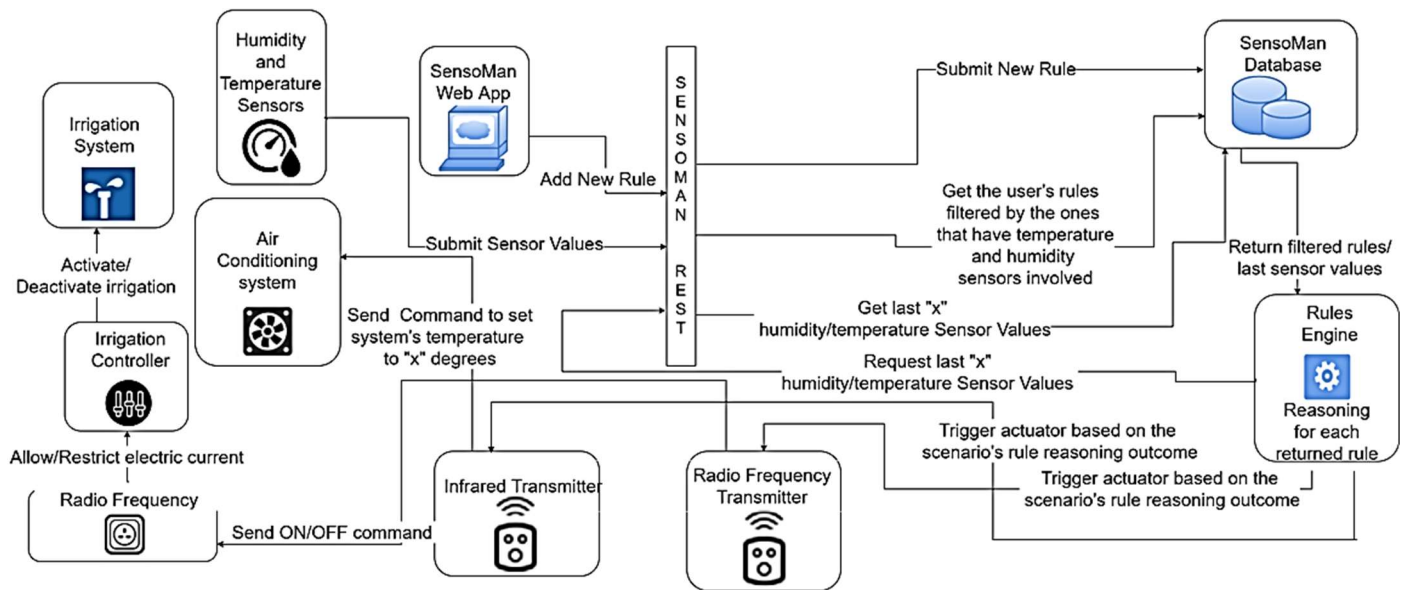 Humidity
and
Temperature
Sensors
SensoMan
Web App
SensoMan
Database
Irrigation
System
Submit New Rule
Add New Rule
SENSOMAN REST
Air
Conditioning
system
Submit Sensor Values
Get the user's rules
filtered by the ones
that have temperature
and humidity
sensors involved
Return filtered rules/
last sensor values
Activate/
Deactivate irrigation
Send Command to set
system's temperature
to "x" degrees
Get last "x"
humidity/temperature Sensor Values
Request last "x"
humidity/temperature Sensor Values
Rules
Engine
Reasoning
for each
returned rule
Irrigation
Controller
Allow/Restrict electric current
Trigger actuator based on the
scenario's rule reasoning outcome
Trigger actuator based on the
scenario's rule reasoning outcome
Infrared Transmitter
Radio Frequency
Transmitter
Radio Frequency
Send ON/OFF command